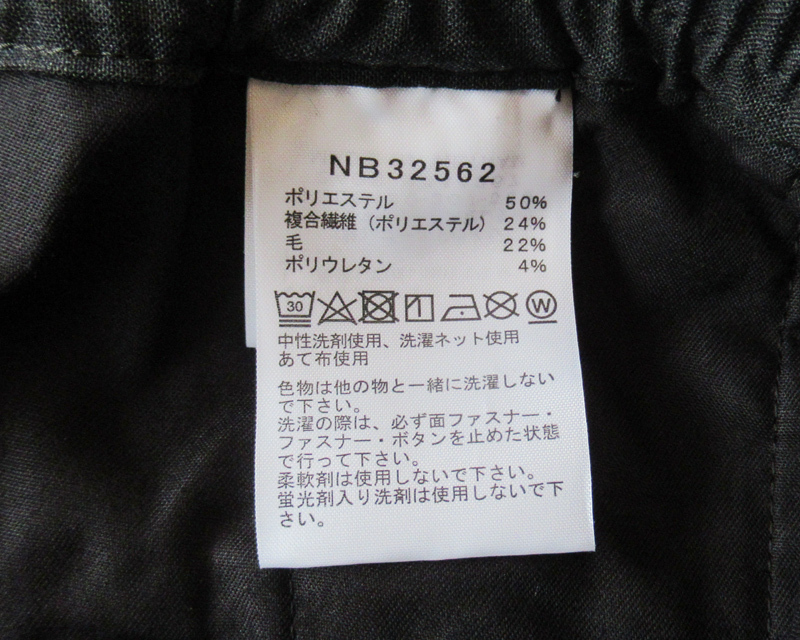 NB32562
ポリエステル 50%
複合繊維（ポリエステル） 24%
毛 22%
ポリウレタン 4%
30 W
中性洗剤使用、洗濯ネット使用
あて布使用
色物は他の物と一緒に洗濯しない
で下さい。
洗濯の際は、必ず面ファスナー・
ファスナー・ボタンを止めた状態
で行って下さい。
柔軟剤は使用しないで下さい。
蛍光剤入り洗剤は使用しないで下
さい。